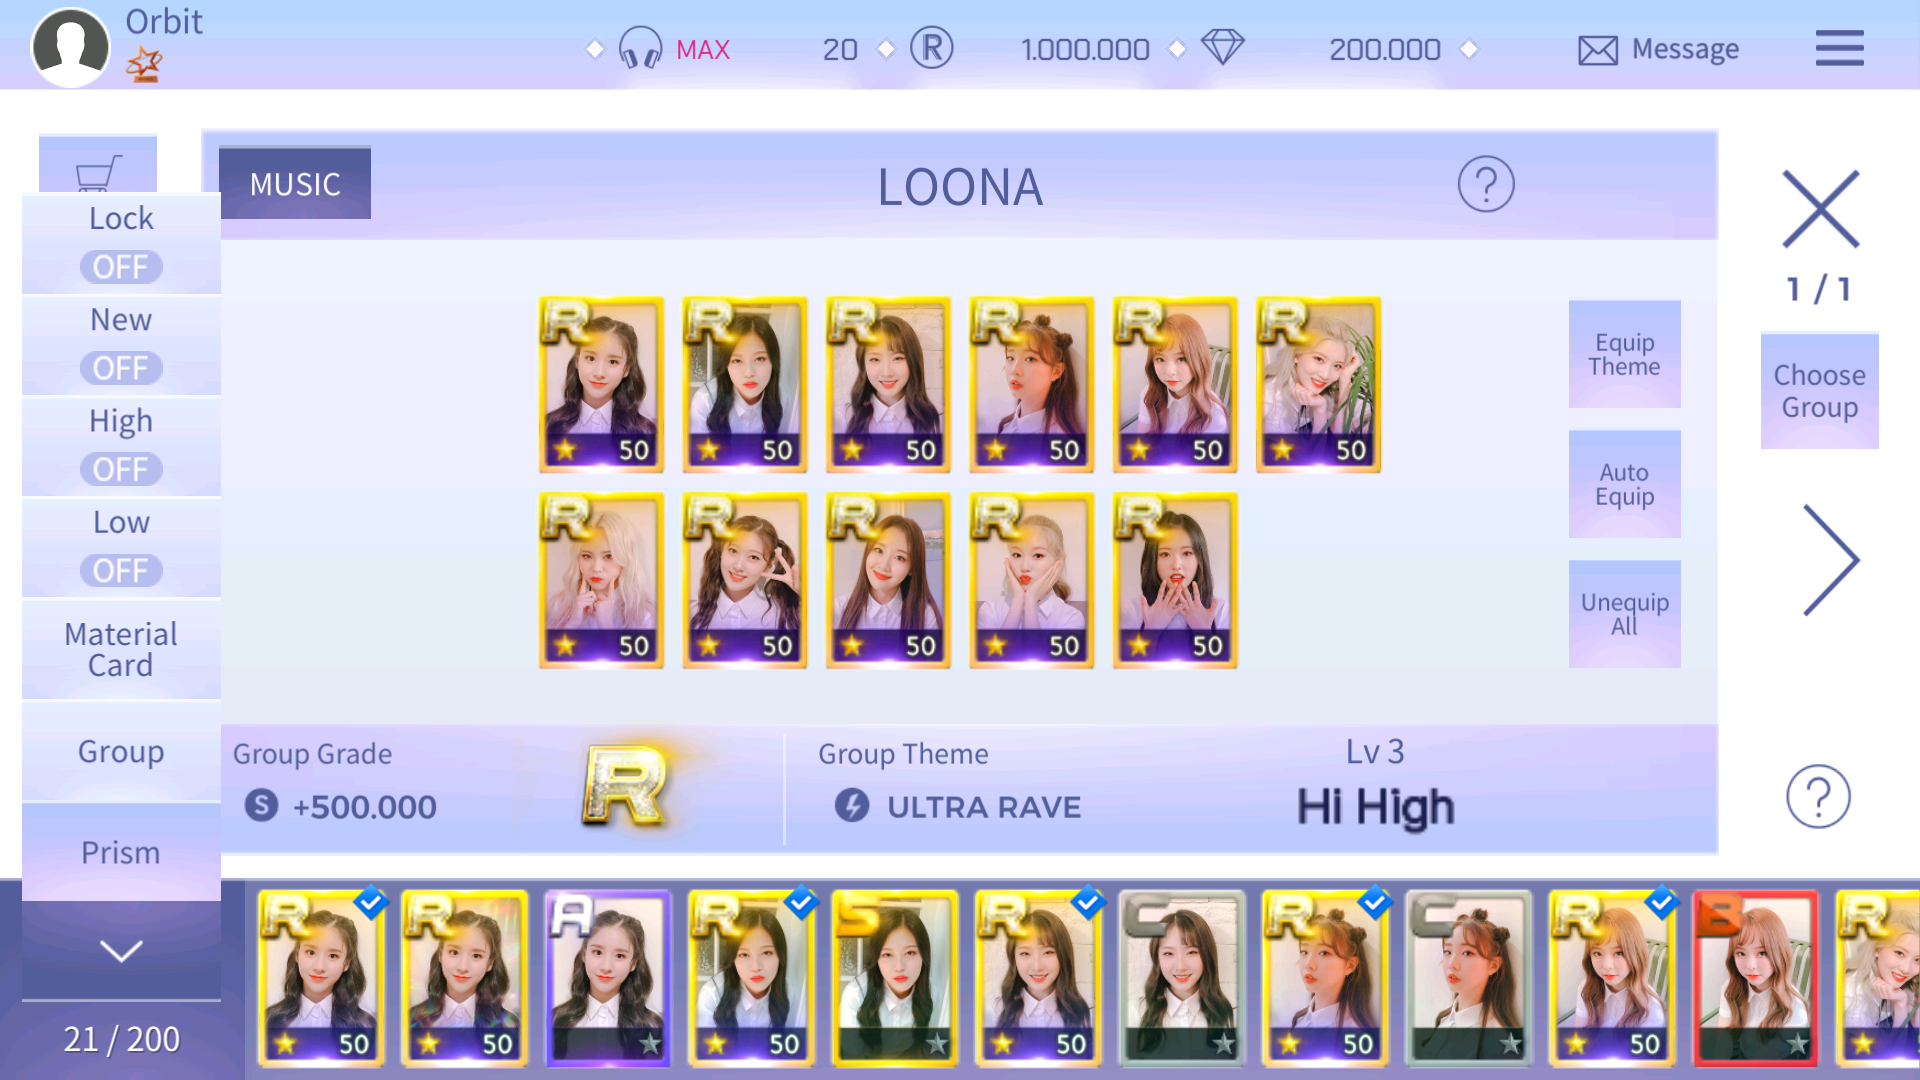 Orbit
MAX
20
R
1.000.000
200.000
Message
MUSIC
LOONA
?
Lock
OFF
New
OFF
High
OFF
Low
OFF
Material
Card
Group
Prism
21 / 200
1 / 1
Choose
Group
Equip
Theme
Auto
Equip
Unequip
All
R R R R R R
50 50 50 50 50 50
R R R R R
50 50 50 50 50
Group Grade
S +500.000
R
Group Theme
ULTRA RAVE
Lv 3
Hi High
?
R R A R S R C R C R B R
50 50 50 50 50 50